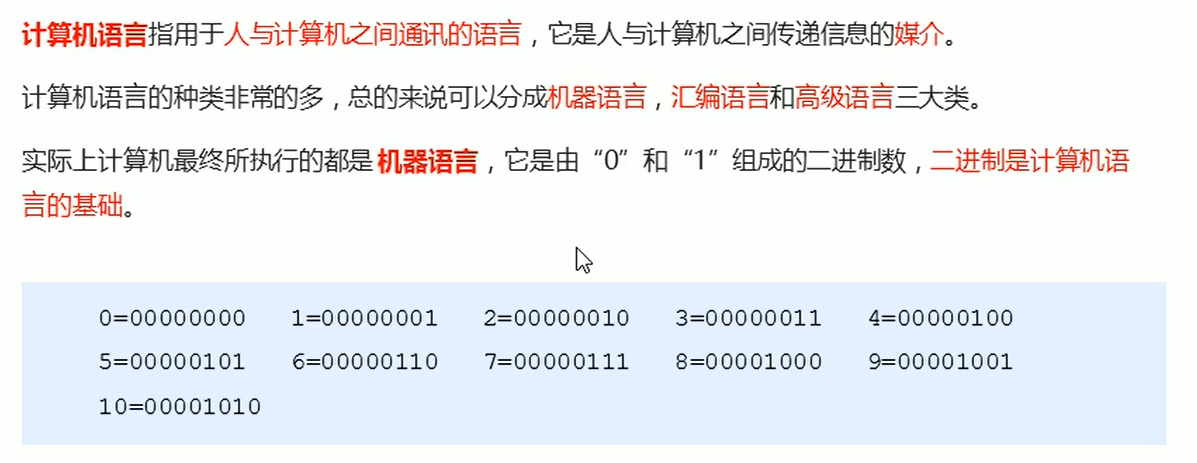 计算机语言指用于人与计算机之间通讯的语言，它是人与计算机之间传递信息的媒介。
计算机语言的种类非常的多，总的来说可以分成机器语言，汇编语言和高级语言三大类。
实际上计算机最终所执行的都是机器语言，它是由“0”和“1”组成的二进制数，二进制是计算机语
言的基础。
0=00000000 1=00000001 2=00000010 3=00000011 4=00000100
5=00000101 6=00000110 7=00000111 8=00001000 9=00001001
10=00001010